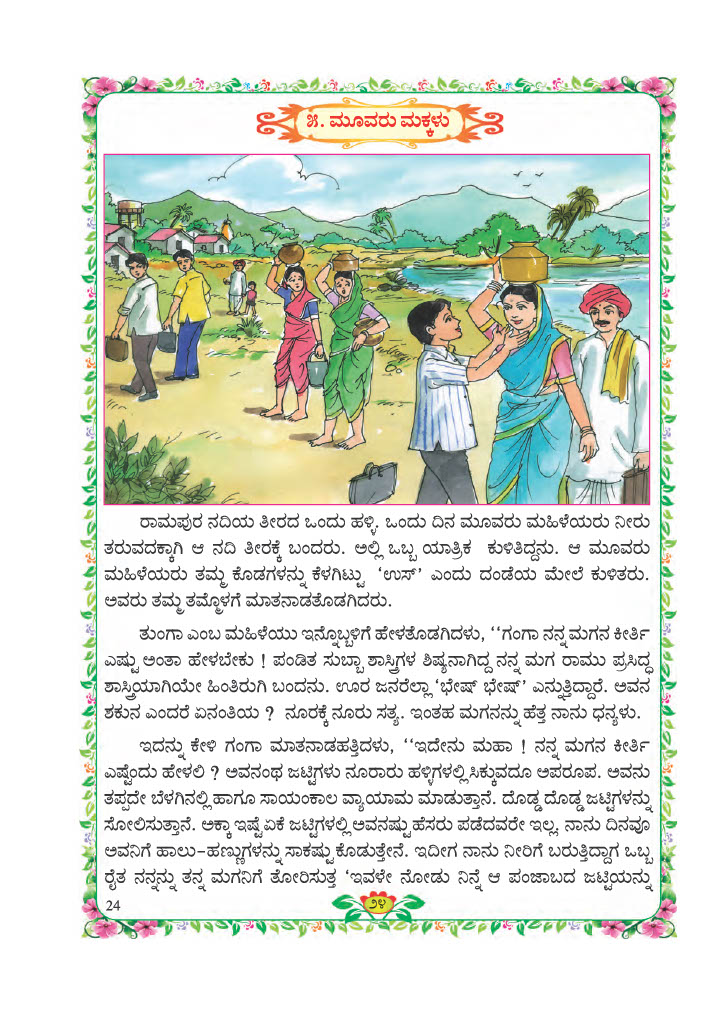 ೫. ಮೂವರು ಮಕ್ಕಳು
ರಾಮಪುರ ನದಿಯ ತೀರದ ಒಂದು ಹಳ್ಳಿ. ಒಂದು ದಿನ ಮೂವರು ಮಹಿಳೆಯರು ನೀರು
ತರುವದಕ್ಕಾಗಿ ಆ ನದಿ ತೀರಕ್ಕೆ ಬಂದರು. ಅಲ್ಲಿ ಒಬ್ಬ ಯಾತ್ರಿಕ ಕುಳಿತಿದ್ದನು. ಆ ಮೂವರು
ಮಹಿಳೆಯರು ತಮ್ಮ ಕೊಡಗಳನ್ನು ಕೆಳಗಿಟ್ಟು ‘ಉಸ್’ ಎಂದು ದಂಡೆಯ ಮೇಲೆ ಕುಳಿತರು.
ಅವರು ತಮ್ಮ ತಮ್ಮೊಳಗೆ ಮಾತನಾಡತೊಡಗಿದರು.
ತುಂಗಾ ಎಂಬ ಮಹಿಳೆಯು ಇನ್ನೊಬ್ಬಳಿಗೆ ಹೇಳತೊಡಗಿದಳು, ‘‘ಗಂಗಾ ನನ್ನ ಮಗನ ಕೀರ್ತಿ
ಎಷ್ಟು ಅಂತಾ ಹೇಳಬೇಕು ! ಪಂಡಿತ ಸುಬ್ಬಾ ಶಾಸ್ತ್ರಿಗಳ ಶಿಷ್ಯನಾಗಿದ್ದ ನನ್ನ ಮಗ ರಾಮು ಪ್ರಸಿದ್ಧ
ಶಾಸ್ತ್ರಿಯಾಗಿಯೇ ಹಿಂತಿರುಗಿ ಬಂದನು. ಊರ ಜನರೆಲ್ಲಾ ‘ಭೇಷ್ ಭೇಷ್’ ಎನ್ನುತ್ತಿದ್ದಾರೆ. ಅವನ
ಶಕುನ ಎಂದರೆ ಏನಂತಿಯ ? ನೂರಕ್ಕೆ ನೂರು ಸತ್ಯ. ಇಂತಹ ಮಗನನ್ನು ಹೆತ್ತ ನಾನು ಧನ್ಯಳು.
ಇದನ್ನು ಕೇಳಿ ಗಂಗಾ ಮಾತನಾಡಹತ್ತಿದಳು, ‘‘ಇದೇನು ಮಹಾ ! ನನ್ನ ಮಗನ ಕೀರ್ತಿ
ಎಷ್ಟೆಂದು ಹೇಳಲಿ ? ಅವನಂಥ ಜಟ್ಟಿಗಳು ನೂರಾರು ಹಳ್ಳಿಗಳಲ್ಲಿ ಸಿಕ್ಕುವದೂ ಅಪರೂಪ. ಅವನು
ತಪ್ಪದೇ ಬೆಳಗಿನಲ್ಲಿ ಹಾಗೂ ಸಾಯಂಕಾಲ ವ್ಯಾಯಾಮ ಮಾಡುತ್ತಾನೆ. ದೊಡ್ಡ ದೊಡ್ಡ ಜಟ್ಟಿಗಳನ್ನು
ಸೋಲಿಸುತ್ತಾನೆ. ಅಕ್ಕಾ ಇಷ್ಟೆ ಏಕೆ ಜಟ್ಟಿಗಳಲ್ಲಿ ಅವನಷ್ಟು ಹೆಸರು ಪಡೆದವರೇ ಇಲ್ಲ. ನಾನು ದಿನವೂ
ಅವನಿಗೆ ಹಾಲು-ಹಣ್ಣುಗಳನ್ನು ಸಾಕಷ್ಟು ಕೊಡುತ್ತೇನೆ. ಇದೀಗ ನಾನು ನೀರಿಗೆ ಬರುತ್ತಿದ್ದಾಗ ಒಬ್ಬ
ರೈತ ನನ್ನನ್ನು ತನ್ನ ಮಗನಿಗೆ ತೋರಿಸುತ್ತ ‘ಇವಳೇ ನೋಡು ನಿನ್ನೆ ಆ ಪಂಜಾಬದ ಜಟ್ಟಿಯನ್ನು
24
೨೪